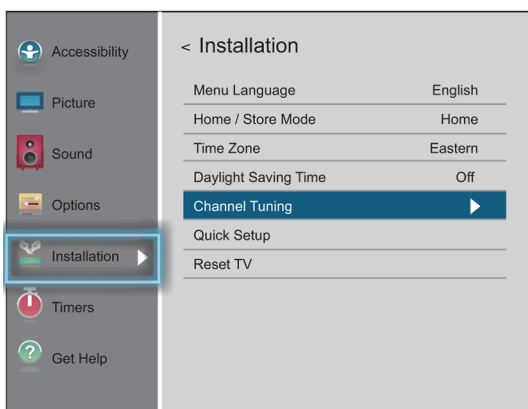 Accessibility
Picture
Sound
Options
Installation
Timers
Get Help
< Installation
Menu Language English
Home / Store Mode Home
Time Zone Eastern
Daylight Saving Time Off
Channel Tuning
Quick Setup
Reset TV